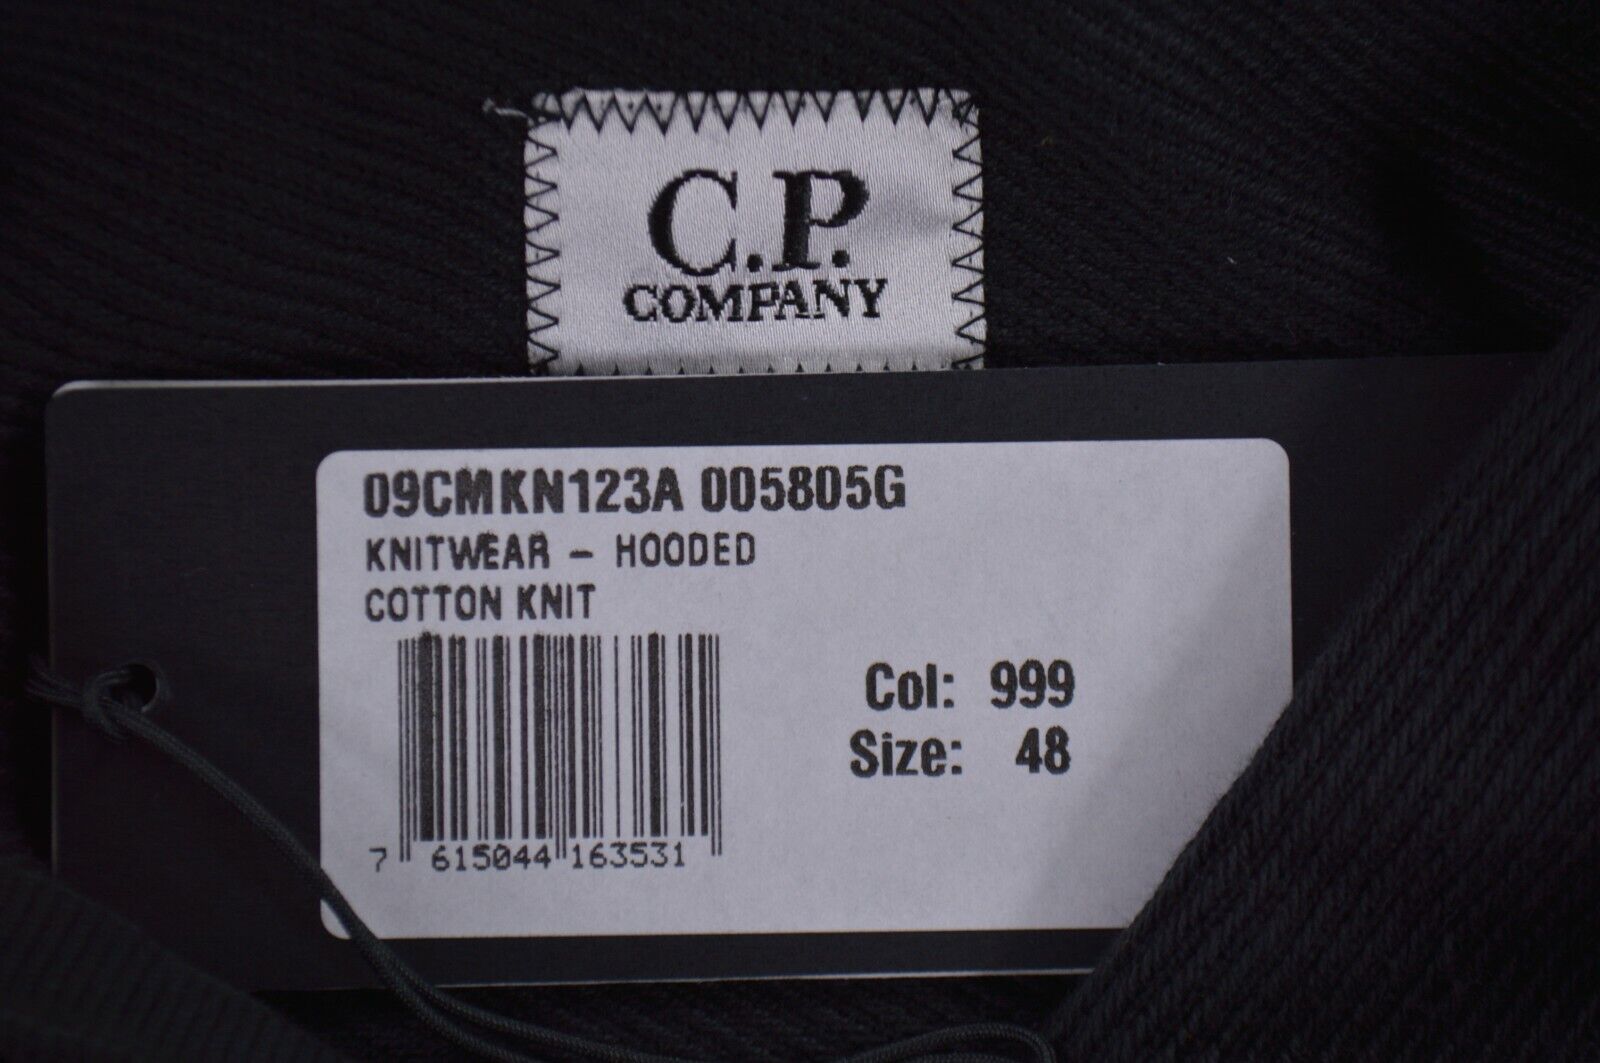 C.P.
COMPANY
09CMKN123A 005805G
KNITWEAR - HOODED
COTTON KNIT
Col: 999
Size: 48
7 615044 163531